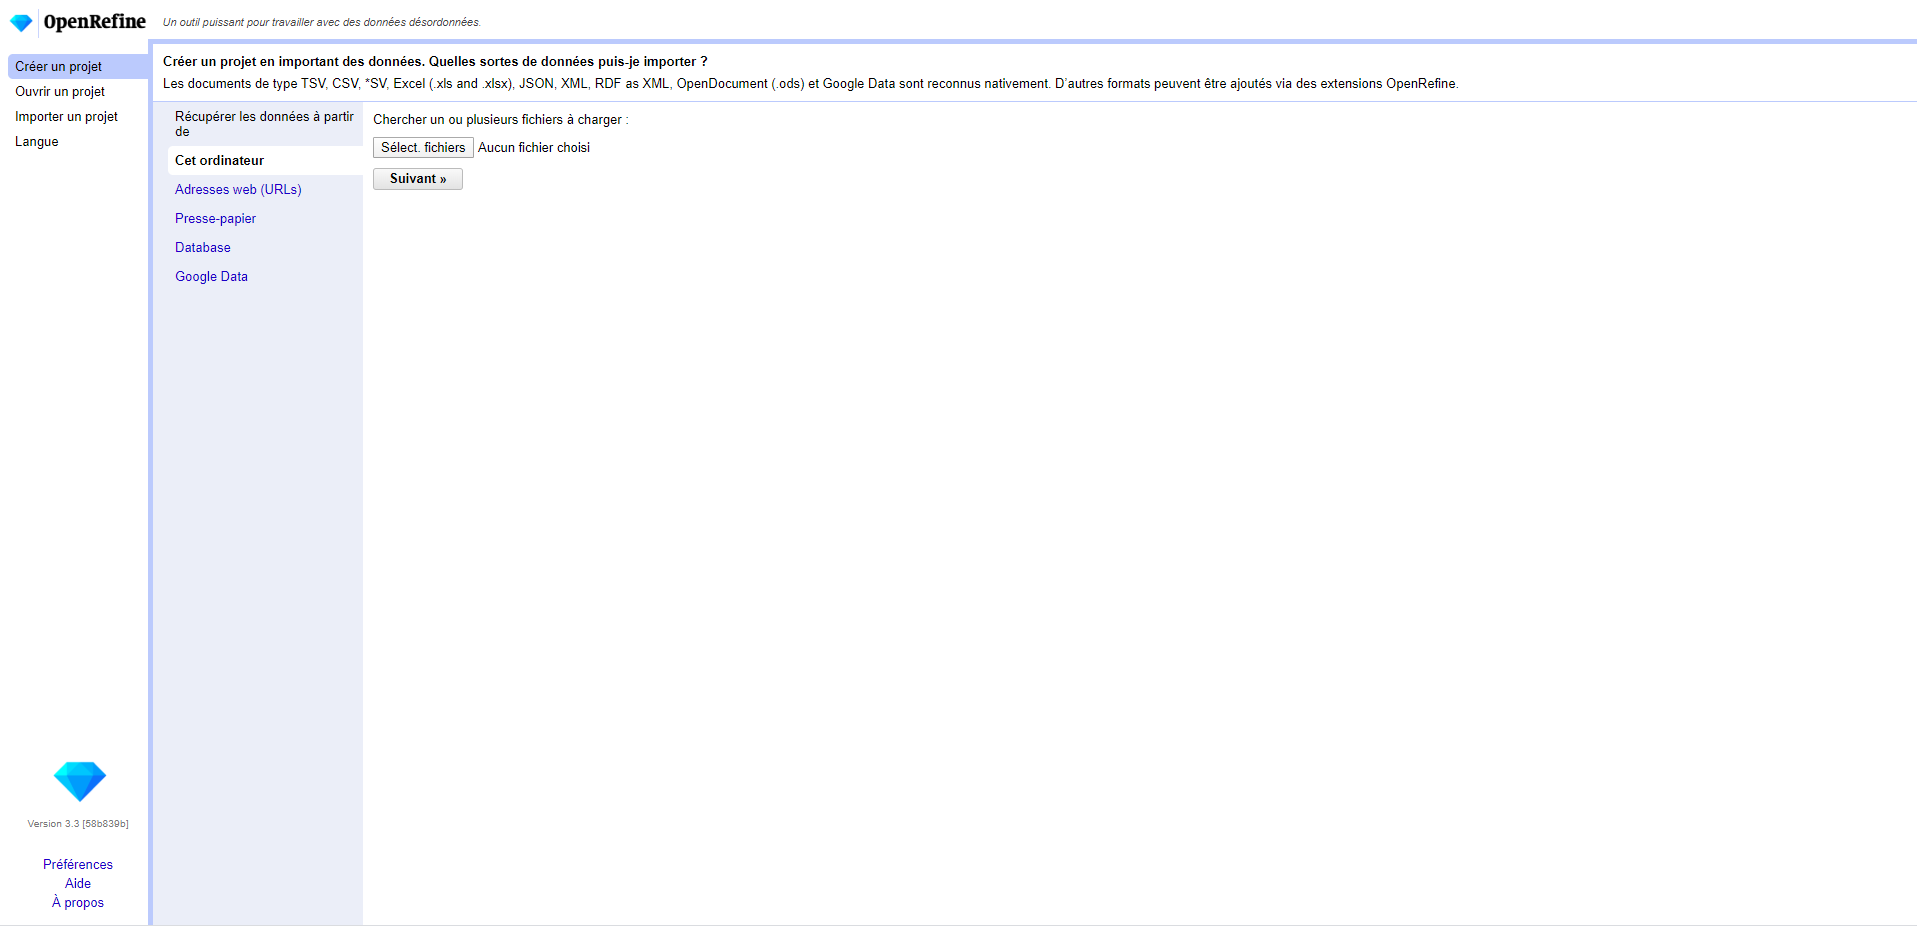 OpenRefine
Un outil puissant pour travailler avec des données désordonnées.
Créer un projet
Ouvrir un projet
Importer un projet
Langue
Créer un projet en important des données. Quelles sortes de données puis-je importer ?
Les documents de type TSV, CSV, *SV, Excel (.xls and .xlsx), JSON, XML, RDF as XML, OpenDocument (.ods) et Google Data sont reconnus nativement. D’autres formats peuvent être ajoutés via des extensions OpenRefine.
Récupérer les données à partir
de
Cet ordinateur
Adresses web (URLs)
Presse-papier
Database
Google Data
Chercher un ou plusieurs fichiers à charger :
Sélect. fichiers Aucun fichier choisi
Suivant »
Version 3.3 [58b839b]
Préférences
Aide
À propos